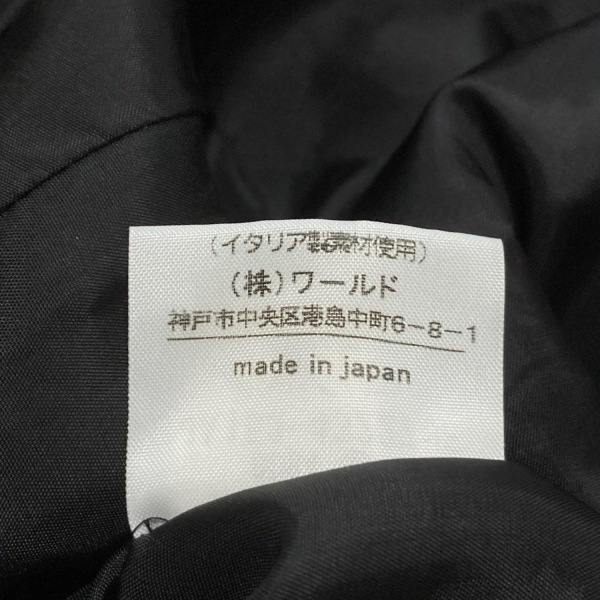 (イタリア製素材使用)
(株)ワールド
神戸市中央区港島中町6-8-1
made in japan